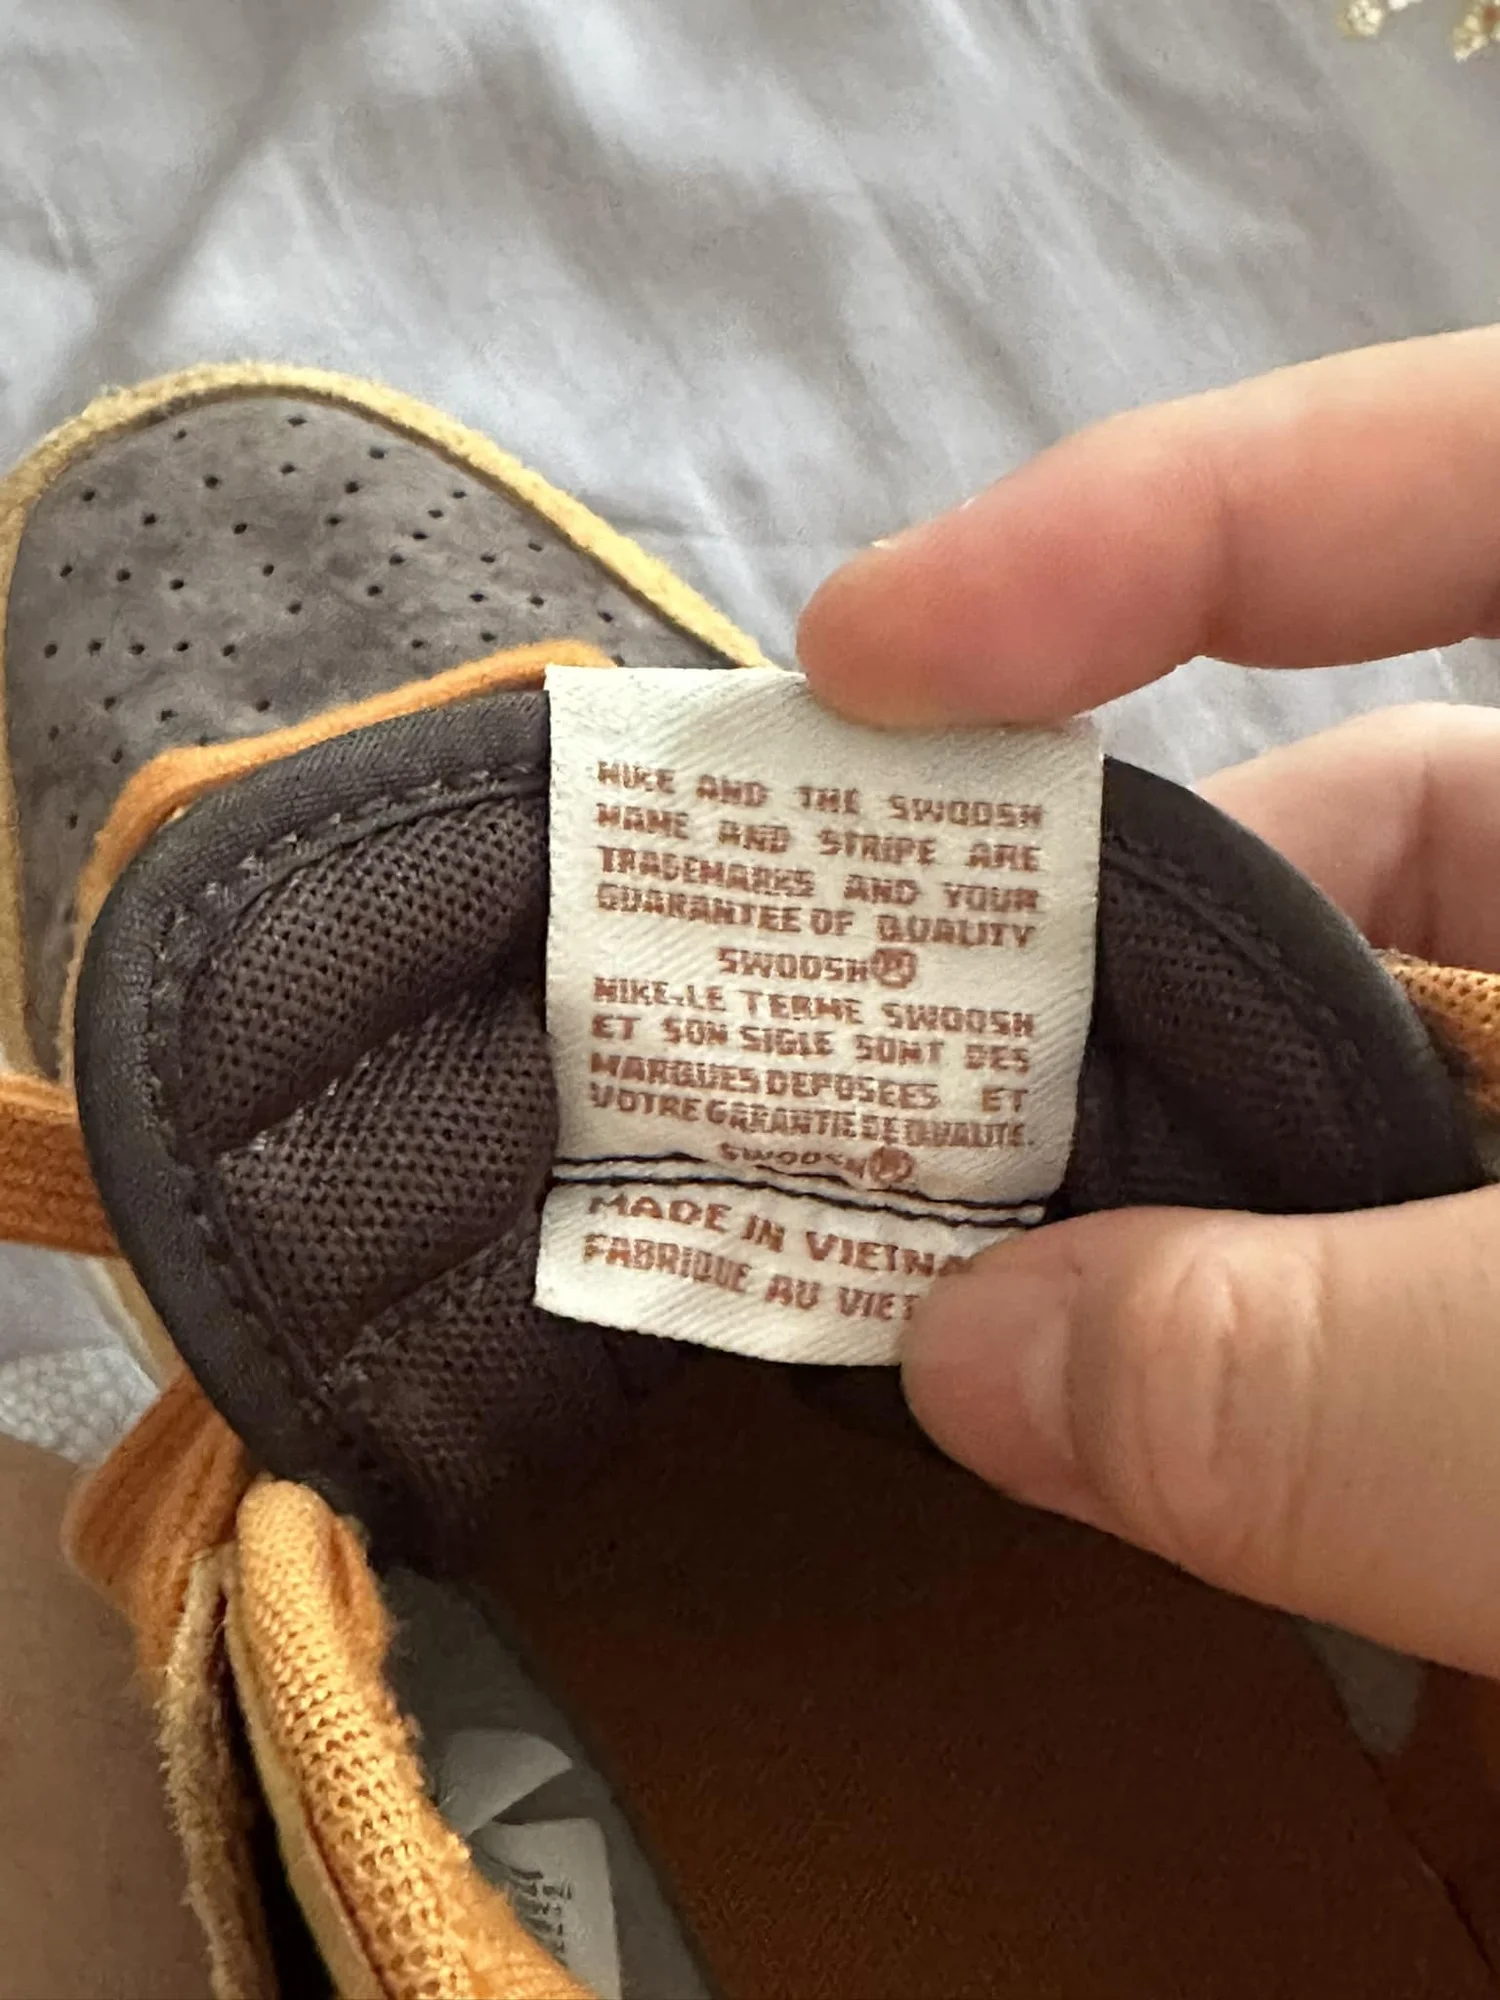 NIKE AND THE SWOOSH
NAME AND STRIPE ARE
TRADEMARKS AND YOUR
GUARANTEE OF QUALITY
SWOOSH
NIKE.LE TERME SWOOSH
ET SON SIGLE SONT DES
MARQUES DEPOSEES ET
VOTRE GARANTIE DE QUALITE.
SWOOSH
MADE IN VIETNA
FABRIQUE AU VIET